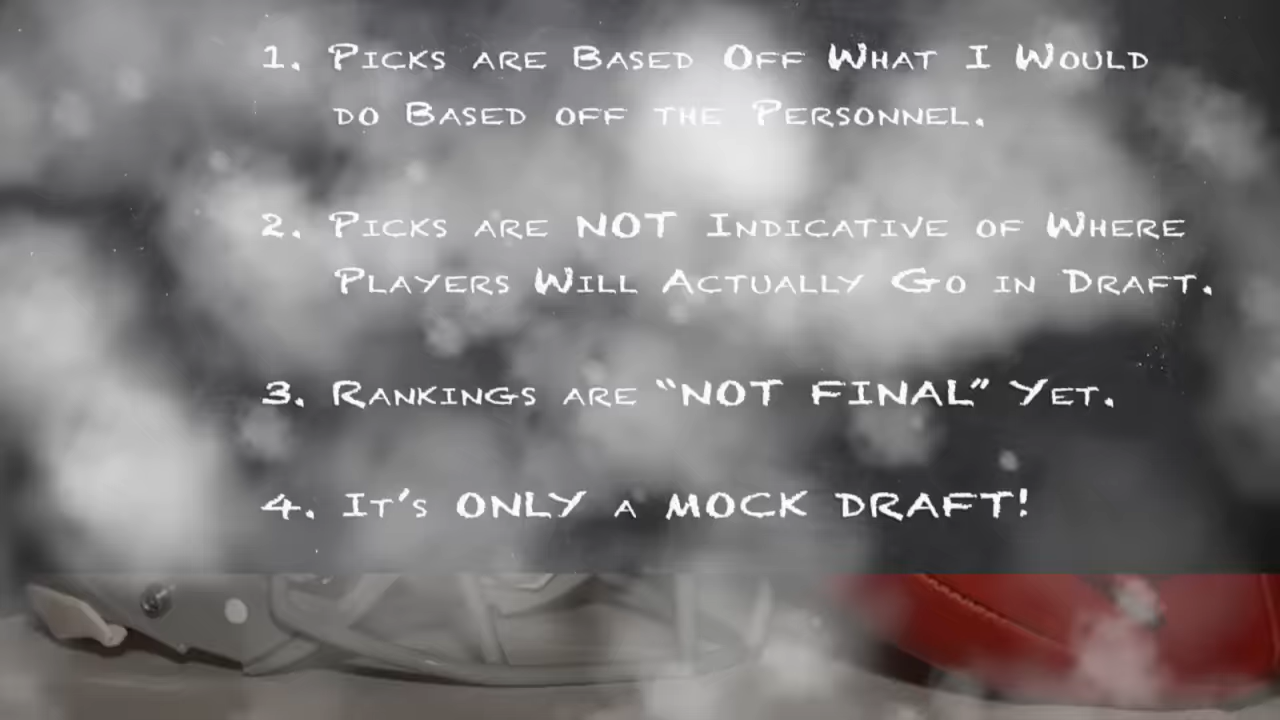 1. Picks are Based Off What I Would
do Based off the Personnel.
2. Picks are NOT Indicative of Where
Players Will Actually Go in Draft.
3. Rankings are “NOT FINAL” Yet.
4. It’s ONLY a MOCK DRAFT!